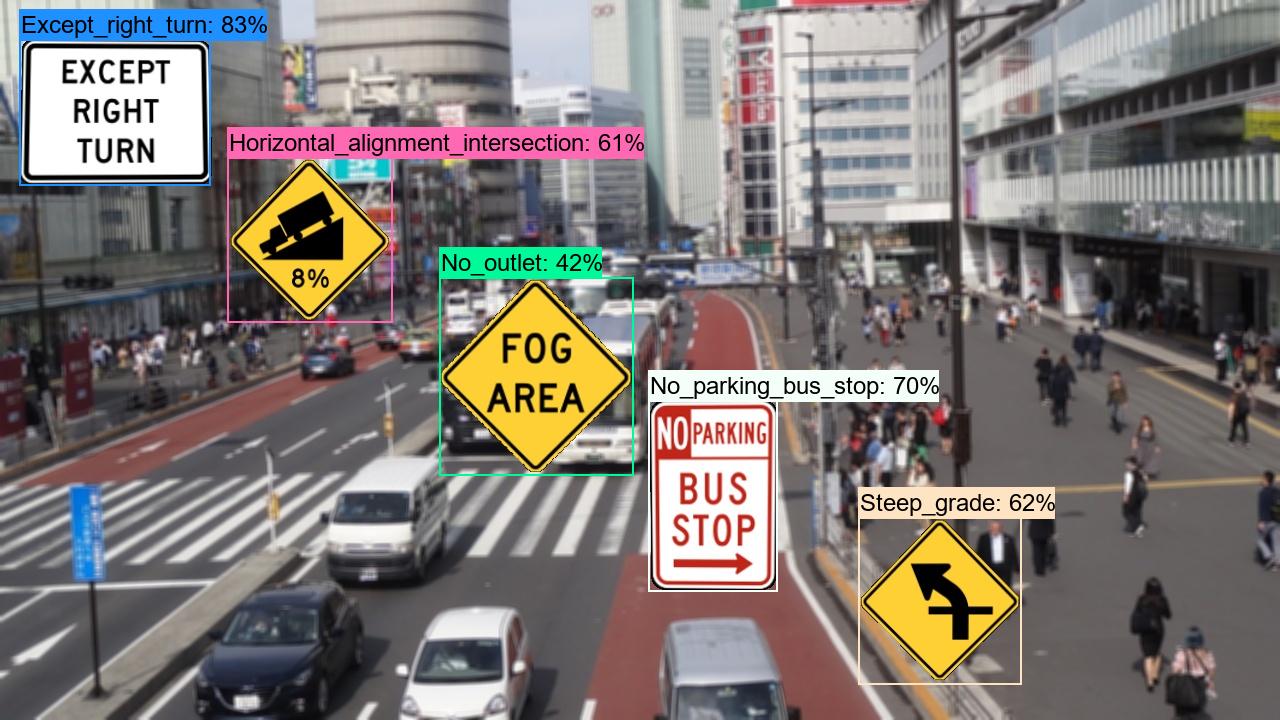 Except_right_turn: 83%
EXCEPT
RIGHT
TURN
Horizontal_alignment_intersection: 61%
8%
No_outlet: 42%
FOG
AREA
No_parking_bus_stop: 70%
NO PARKING
BUS
STOP
Steep_grade: 62%